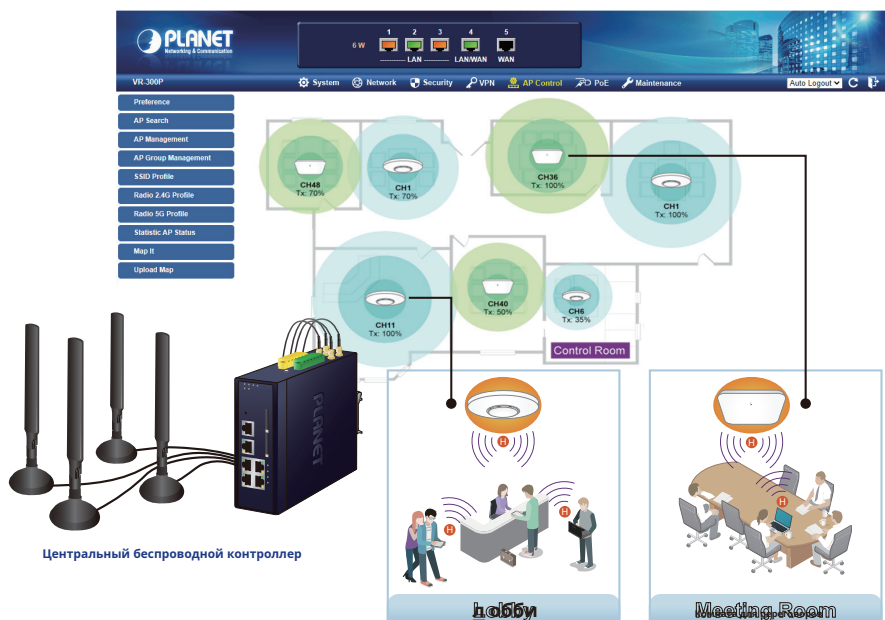 PLANET
Networking & Communication
6 W
1 2 3 4 5
LAN LAN/WAN WAN
VR-300P System Network Security VPN AP Control PoE Maintenance Auto Logout
Preference
AP Search
AP Management
AP Group Management
SSID Profile
Radio 2.4G Profile
Radio 5G Profile
Statistic AP Status
Map It
Upload Map
CH48
Tx: 70%
CH1
Tx: 70%
CH36
Tx: 100%
CH1
Tx: 100%
CH11
Tx: 100%
CH40
Tx: 50%
CH6
Tx: 35%
Control Room
PLANET
H
H
H
H
H
Центральный беспроводной контроллер
Lobby
Лобби
Meeting Room
Комната для переговоров